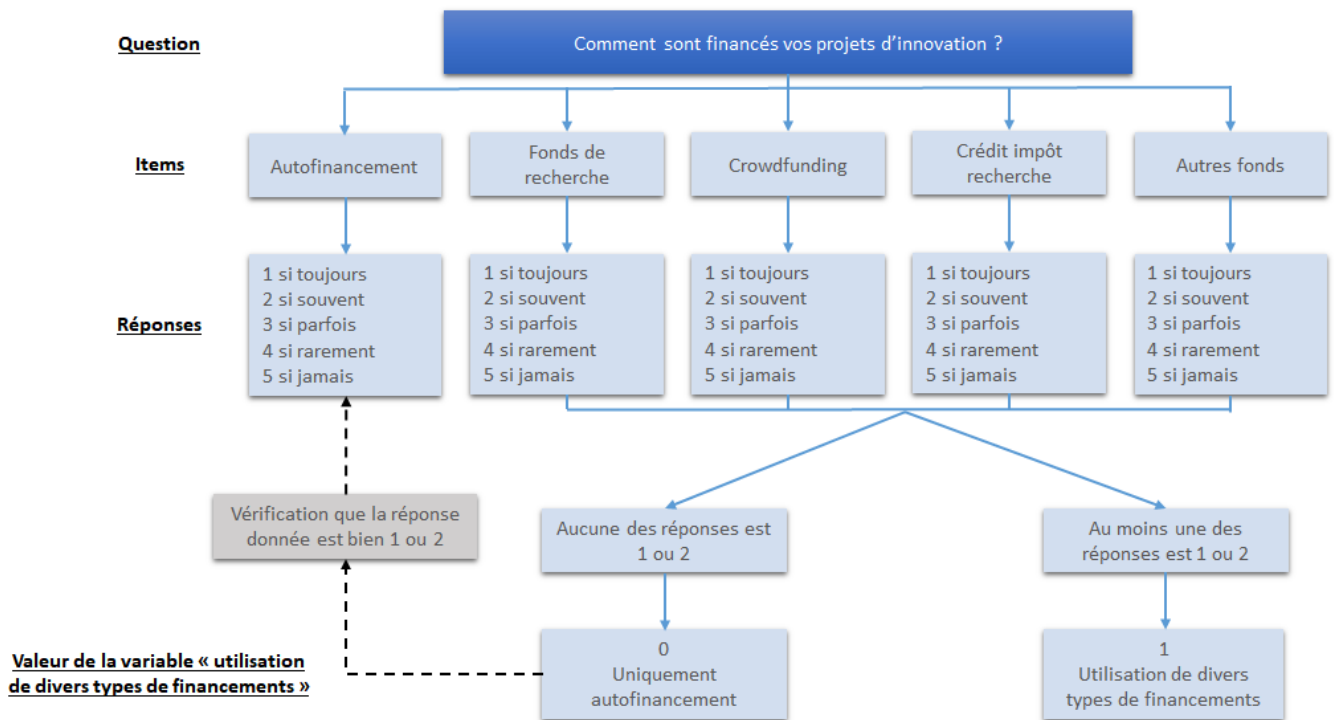 Question
Comment sont financés vos projets d'innovation ?
Items
Autofinancement
Fonds de
recherche
Crowdfunding
Crédit impôt
recherche
Autres fonds
Réponses
1 si toujours
2 si souvent
3 si parfois
4 si rarement
5 si jamais
1 si toujours
2 si souvent
3 si parfois
4 si rarement
5 si jamais
1 si toujours
2 si souvent
3 si parfois
4 si rarement
5 si jamais
1 si toujours
2 si souvent
3 si parfois
4 si rarement
5 si jamais
1 si toujours
2 si souvent
3 si parfois
4 si rarement
5 si jamais
Vérification que la réponse
donnée est bien 1 ou 2
Aucune des réponses est
1 ou 2
Au moins une des
réponses est 1 ou 2
Valeur de la variable « utilisation
de divers types de financements »
0
Uniquement
autofinancement
1
Utilisation de divers
types de financements